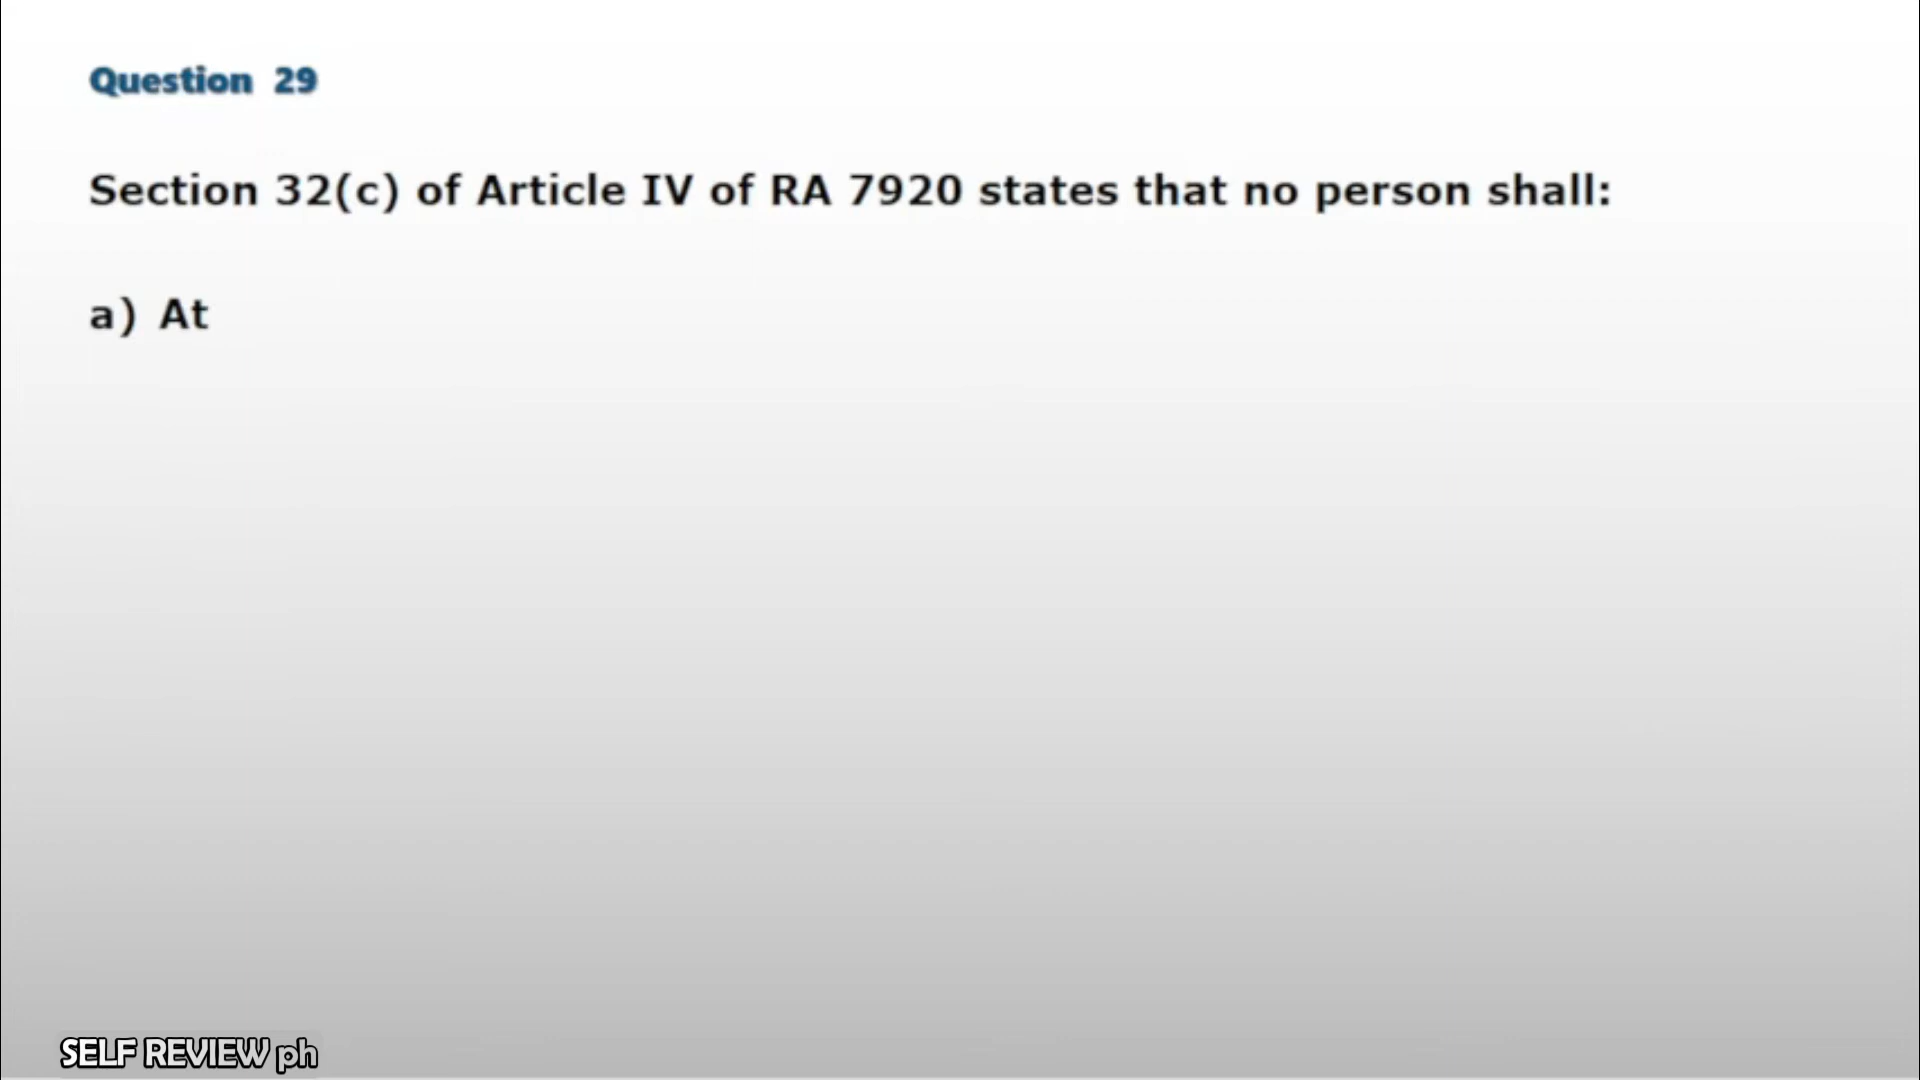 Question 29
Section 32(c) of Article IV of RA 7920 states that no person shall:
a) At
SELF REVIEW ph